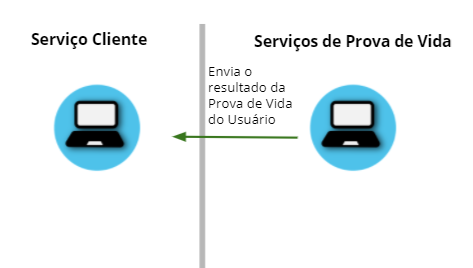 Serviço Cliente
Serviços de Prova de Vida
Envia o
resultado da
Prova de Vida
do Usuário